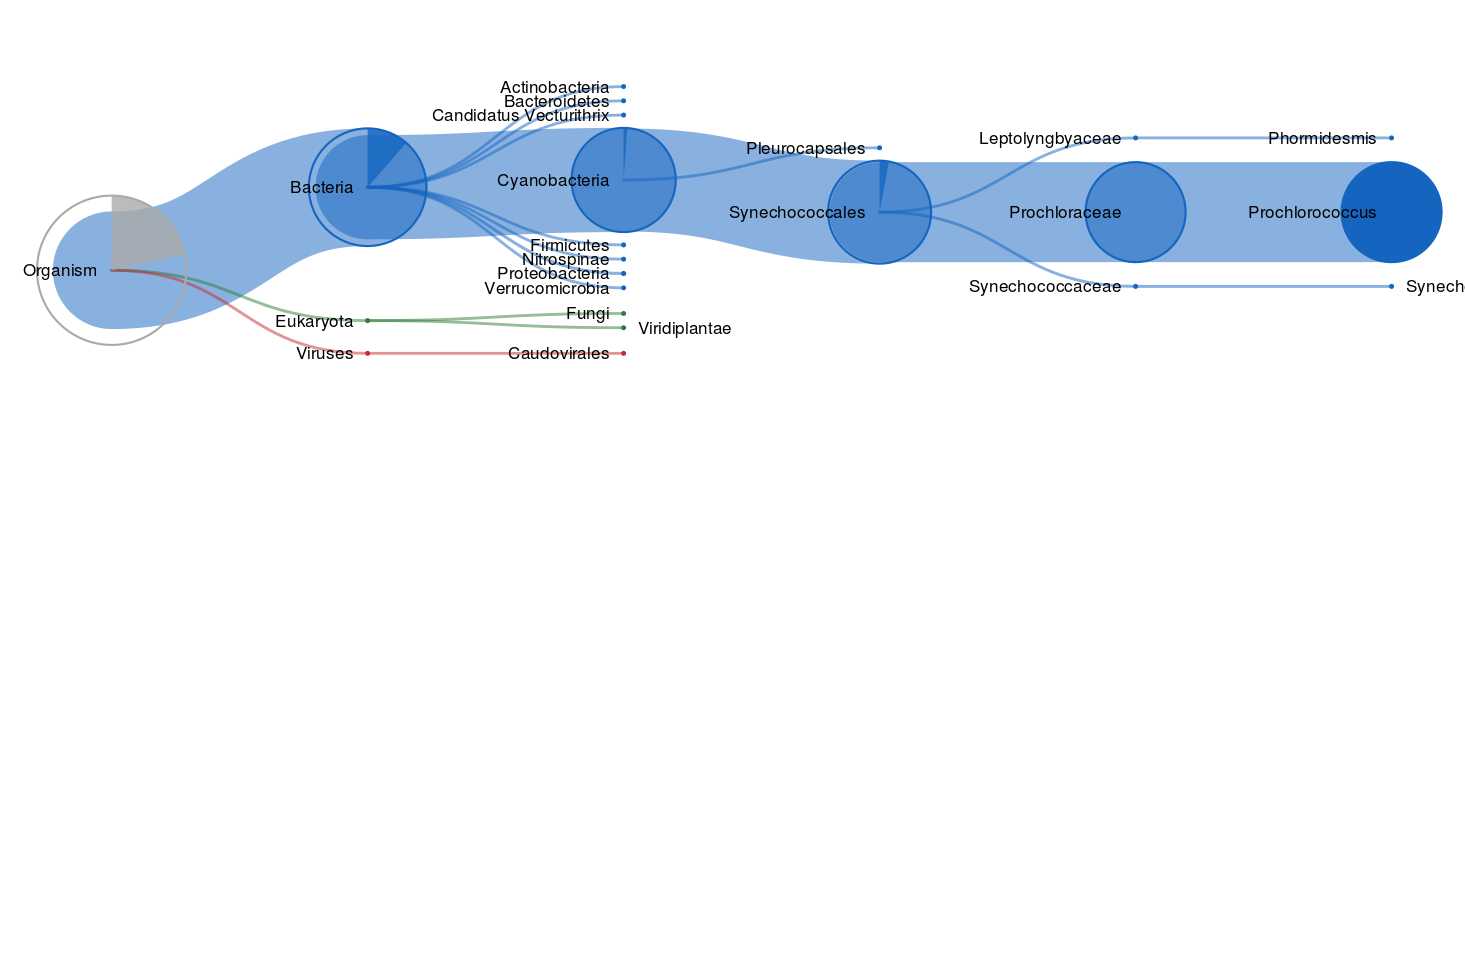 Actinobacteria
Bacteroidetes
Candidatus Vecturithrix
Leptolyngbyaceae
Phormidesmis
Pleurocapsales
Cyanobacteria
Bacteria
Synechococcales
Prochloraceae
Prochlorococcus
Firmicutes
Nitrospinae
Organism
Proteobacteria
Synechococcaceae
Synech
Verrucomicrobia
Fungi
Eukaryota
Viridiplantae
Viruses
Caudovirales